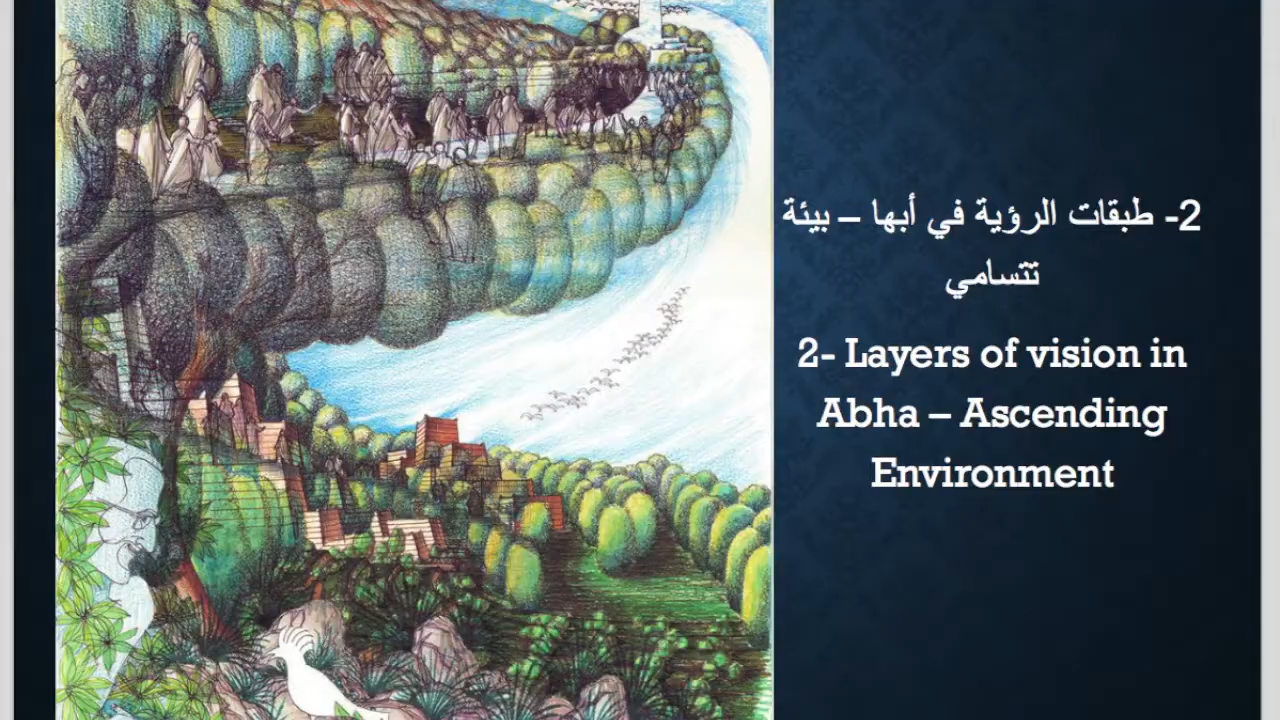 2- طبقات الرؤية في أبها – بيئة
تتسامي
2- Layers of vision in
Abha – Ascending
Environment